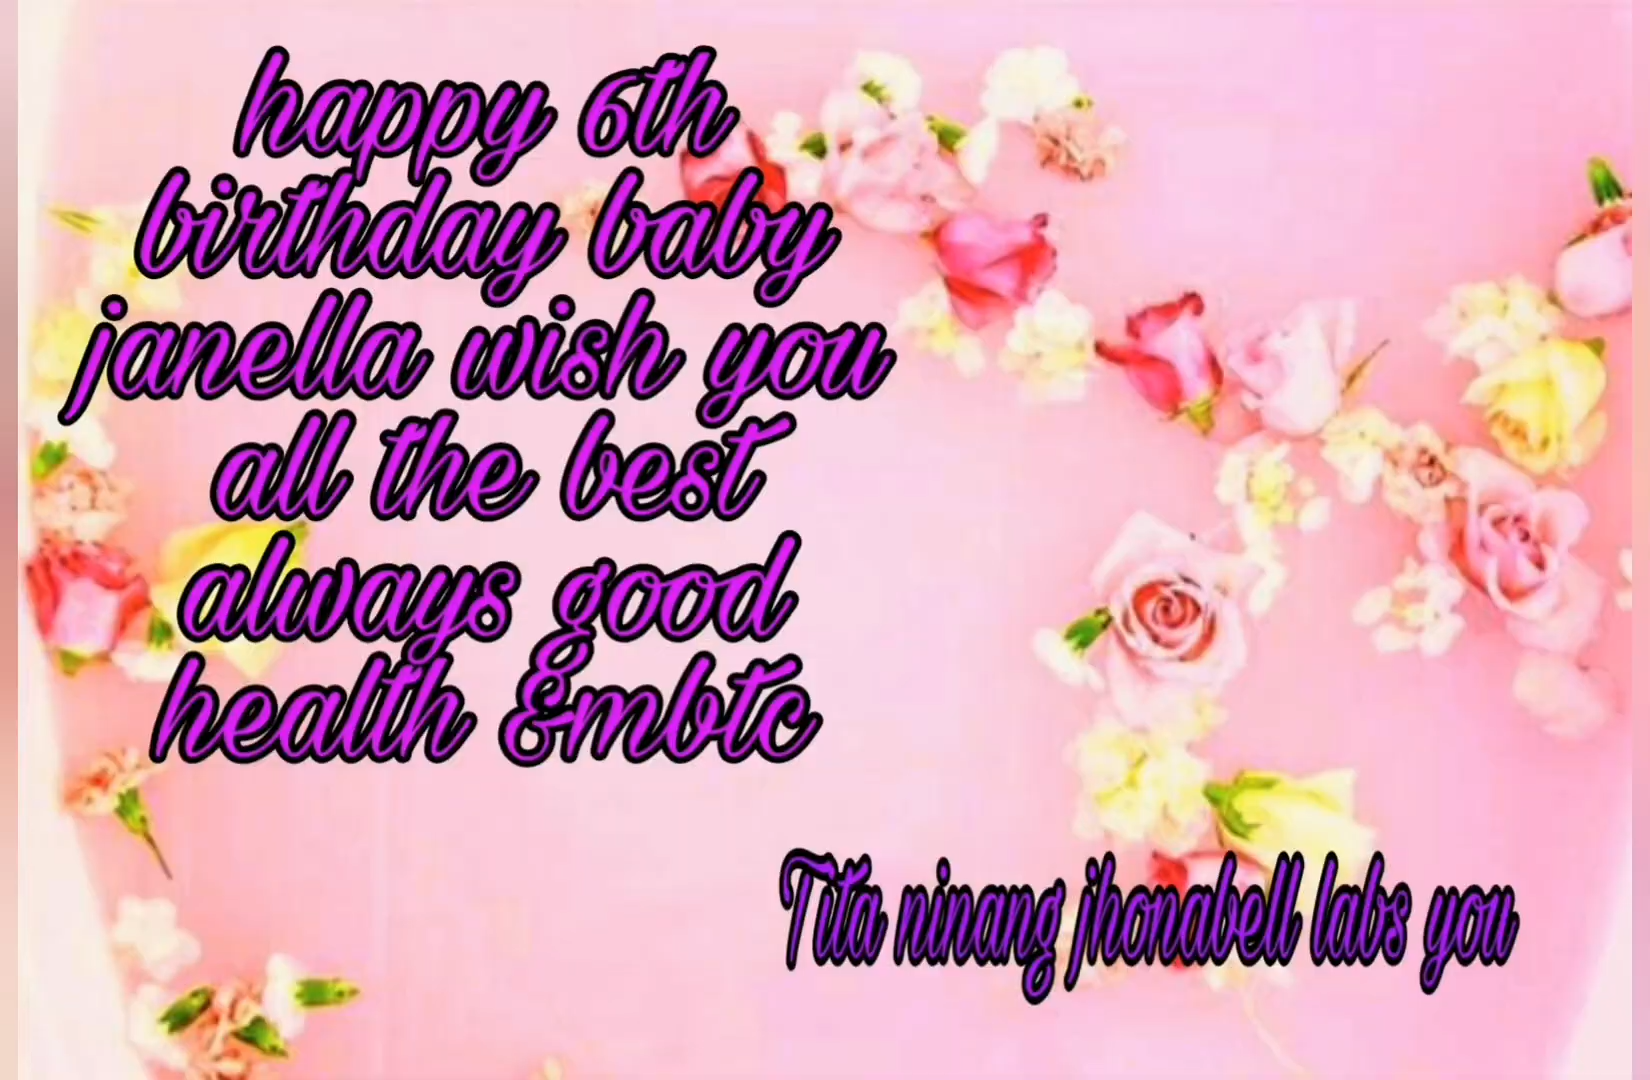 happy 6th
birthday baby
janella wish you
all the best
always good
health &mbtc
Tita ninang jhonabell labs you